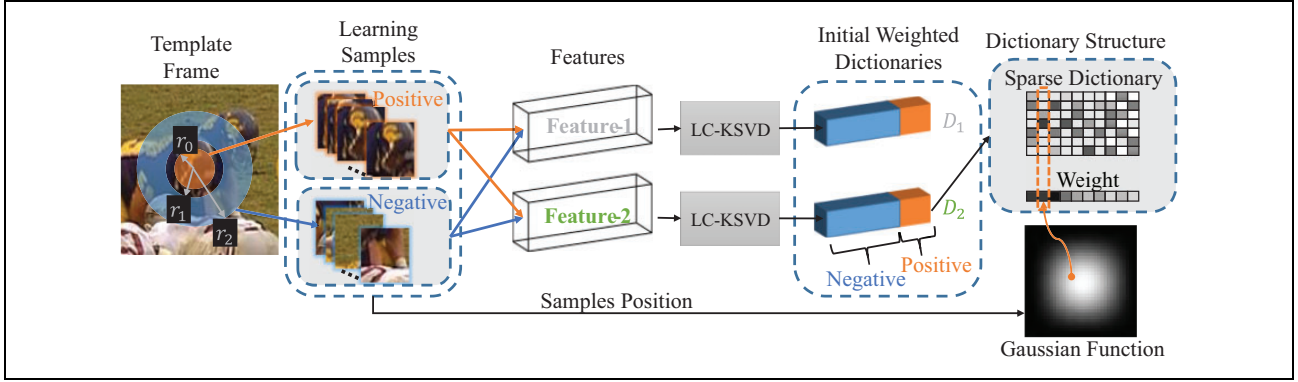 Template
Frame
r0
r1
r2
Learning
Samples
Positive
Negative
Features
Feature-1
Feature-2
LC-KSVD
LC-KSVD
Initial Weighted
Dictionaries
D1
D2
Negative
Positive
Dictionary Structure
Sparse Dictionary
Weight
Samples Position
Gaussian Function